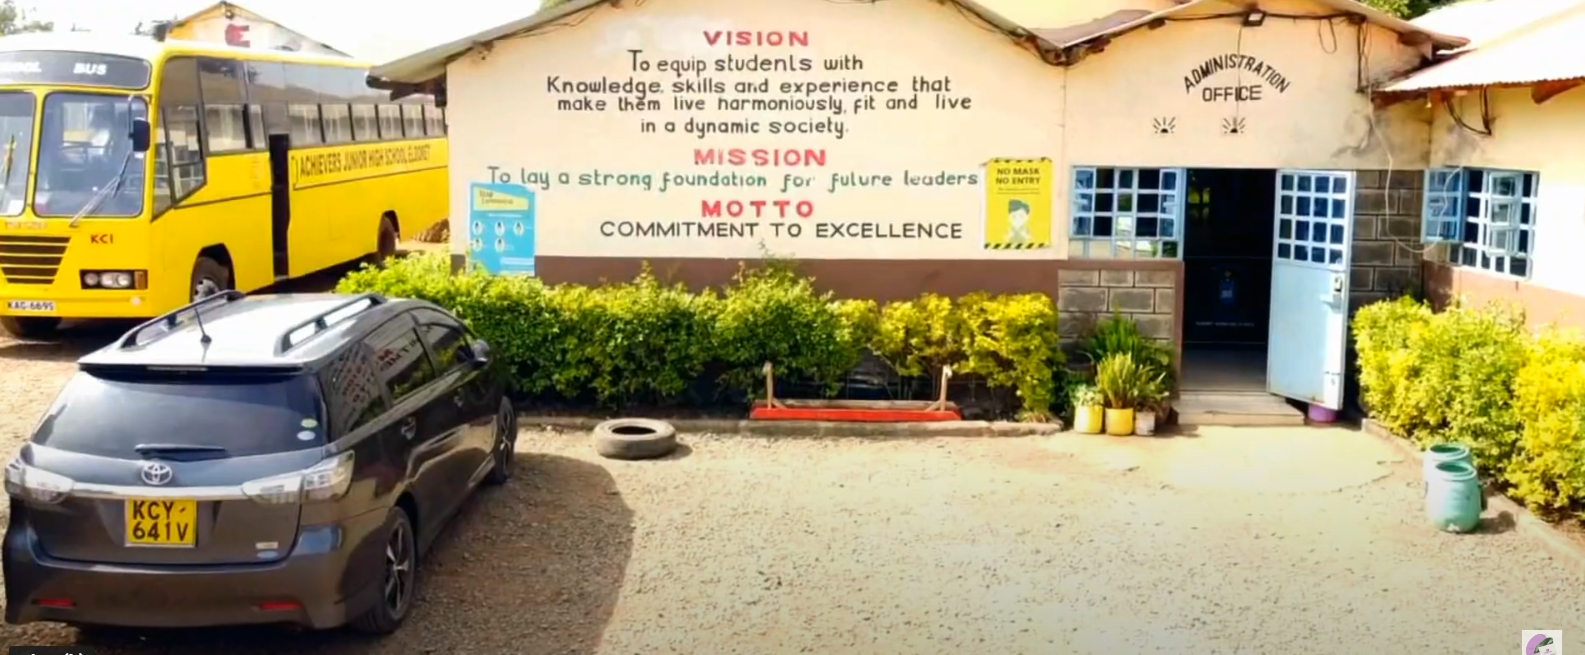 SCHOOL BUS
ACHIEVERS JUNIOR HIGH SCHOOL ELDORET
KCI
KAG-669S
VISION
To equip students with
Knowledge, skills and experience that
make them live harmoniously, fit and live
in a dynamic society.
MISSION
To lay a strong foundation for future leaders
MOTTO
COMMITMENT TO EXCELLENCE
NO MASK
NO ENTRY
ADMINISTRATION
OFFICE
KCY
641V